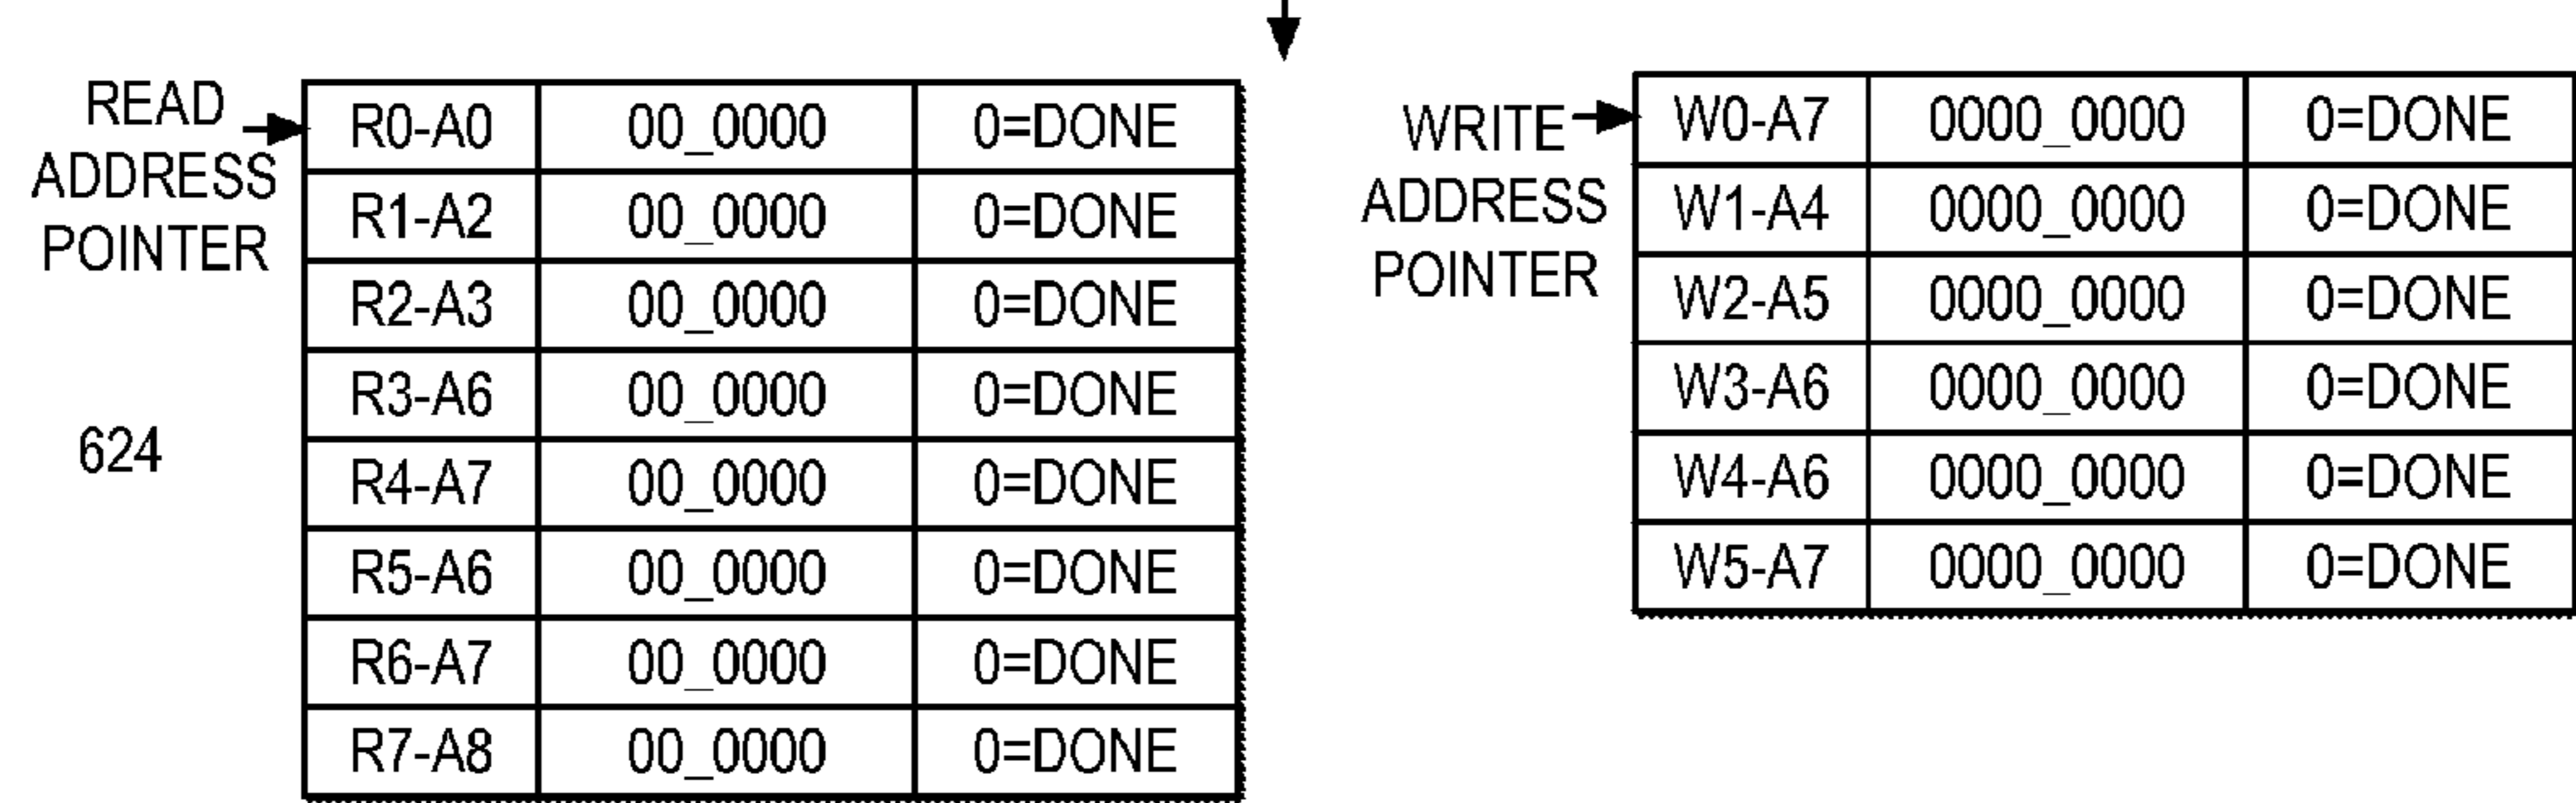 READ
ADDRESS
POINTER
R0-A0 00_0000 0=DONE
R1-A2 00_0000 0=DONE
R2-A3 00_0000 0=DONE
R3-A6 00_0000 0=DONE
624
R4-A7 00_0000 0=DONE
R5-A6 00_0000 0=DONE
R6-A7 00_0000 0=DONE
R7-A8 00_0000 0=DONE
WRITE
ADDRESS
POINTER
W0-A7 0000_0000 0=DONE
W1-A4 0000_0000 0=DONE
W2-A5 0000_0000 0=DONE
W3-A6 0000_0000 0=DONE
W4-A6 0000_0000 0=DONE
W5-A7 0000_0000 0=DONE